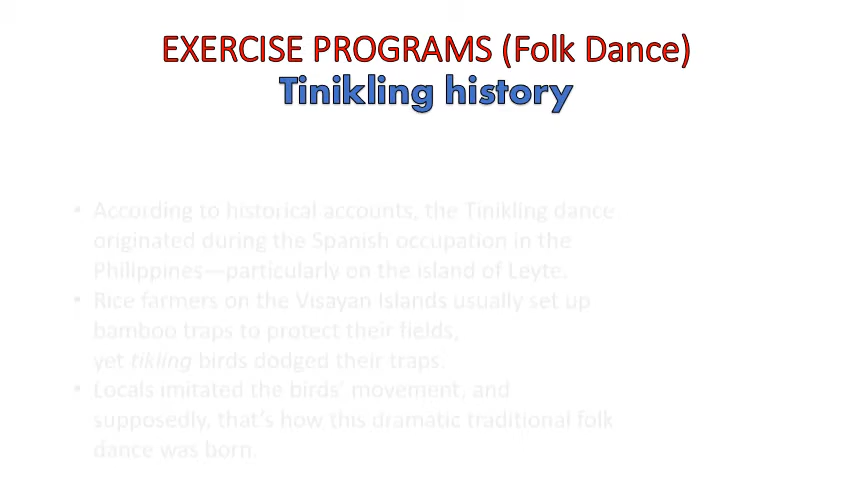 EXERCISE PROGRAMS (Folk Dance)
Tinikling history
• According to historical accounts, the Tinikling dance
originated during the Spanish occupation in the
Philippines—particularly on the island of Leyte.
• Rice farmers on the Visayan Islands usually set up
bamboo traps to protect their fields,
yet tikling birds dodged their traps.
• Locals imitated the birds’ movement, and
supposedly, that’s how this dramatic traditional folk
dance was born.